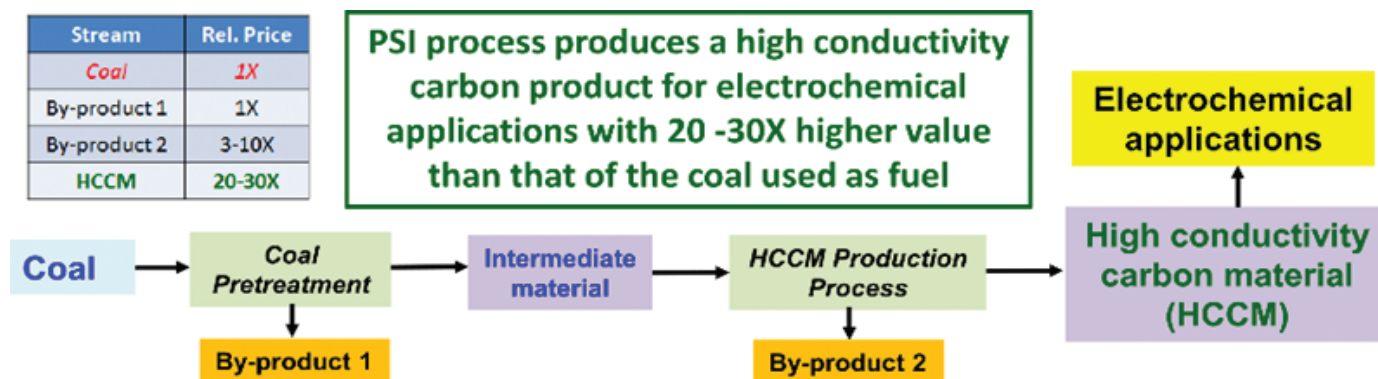 Stream Rel. Price
Coal 1X
By-product 1 1X
By-product 2 3-10X
HCCM 20-30X
PSI process produces a high conductivity
carbon product for electrochemical
applications with 20 -30X higher value
than that of the coal used as fuel
Electrochemical
applications
Coal
Coal
Pretreatment
Intermediate
material
HCCM Production
Process
High conductivity
carbon material
(HCCM)
By-product 1
By-product 2